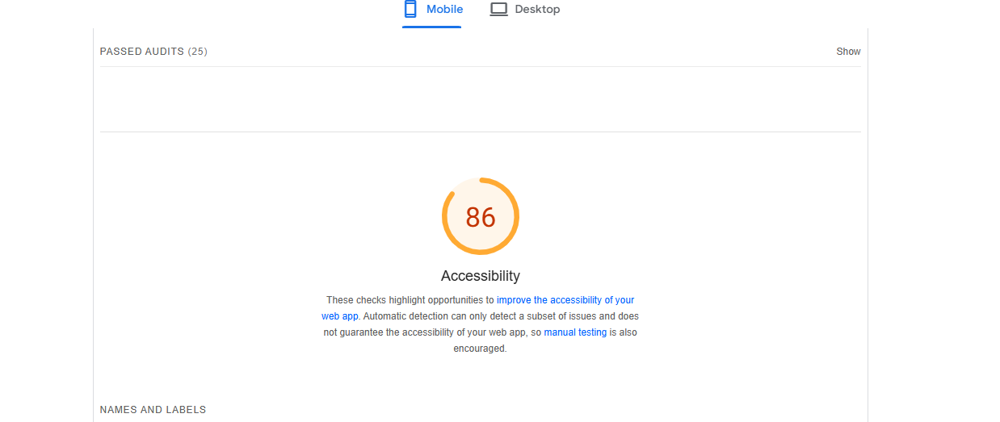 Mobile Desktop
PASSED AUDITS (25) Show
86
Accessibility
These checks highlight opportunities to improve the accessibility of your
web app. Automatic detection can only detect a subset of issues and does
not guarantee the accessibility of your web app, so manual testing is also
encouraged.
NAMES AND LABELS